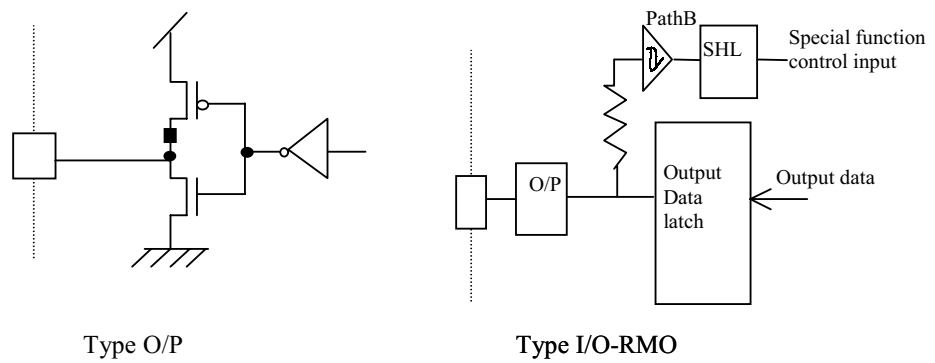 PathB
SHL
Special function
control input
O/P
Output
Data
latch
Output data
Type O/P
Type I/O-RMO